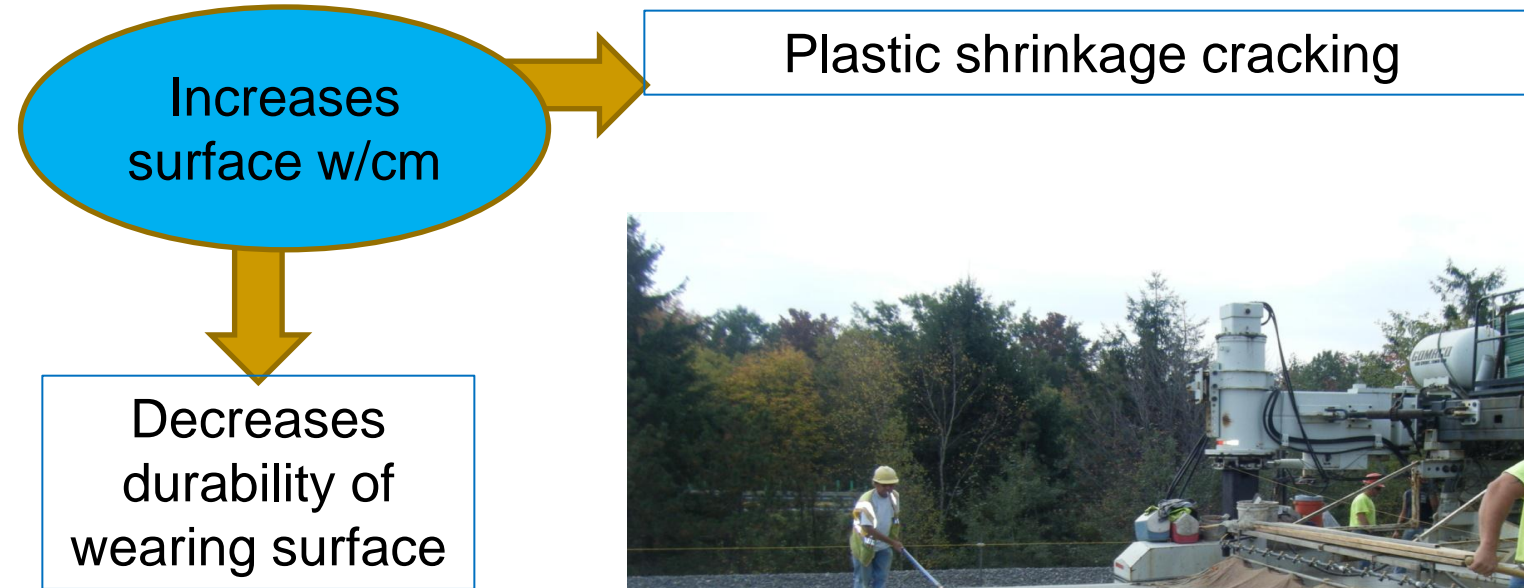 Increases
surface w/cm
Plastic shrinkage cracking
Decreases
durability of
wearing surface
GOMACO